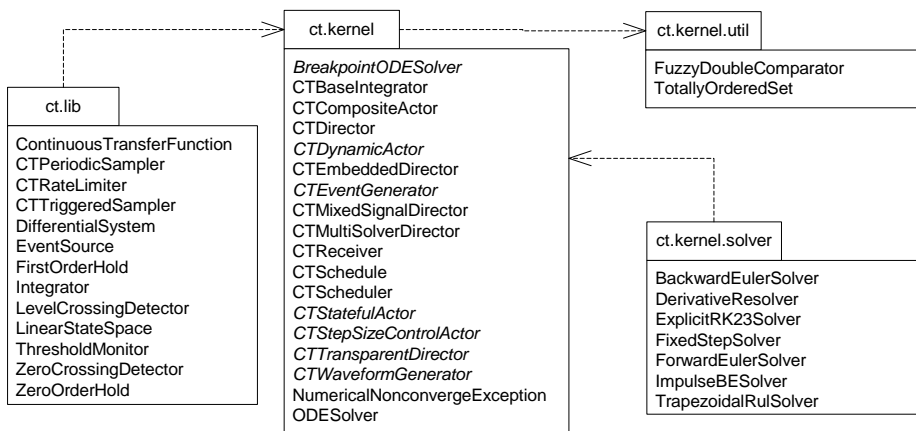 ct.kernel
BreakpointODESolver
CTBaseIntegrator
CTCompositeActor
CTDirector
CTDynamicActor
CTEmbeddedDirector
CTEventGenerator
CTMixedSignalDirector
CTMultiSolverDirector
CTReceiver
CTSchedule
CTScheduler
CTStatefulActor
CTStepSizeControlActor
CTTransparentDirector
CTWaveformGenerator
NumericalNonconvergeException
ODESolver
ct.kernel.util
FuzzyDoubleComparator
TotallyOrderedSet
ct.lib
ContinuousTransferFunction
CTPeriodicSampler
CTRateLimiter
CTTriggeredSampler
DifferentialSystem
EventSource
FirstOrderHold
Integrator
LevelCrossingDetector
LinearStateSpace
ThresholdMonitor
ZeroCrossingDetector
ZeroOrderHold
ct.kernel.solver
BackwardEulerSolver
DerivativeResolver
ExplicitRK23Solver
FixedStepSolver
ForwardEulerSolver
ImpulseBESolver
TrapezoidalRulSolver